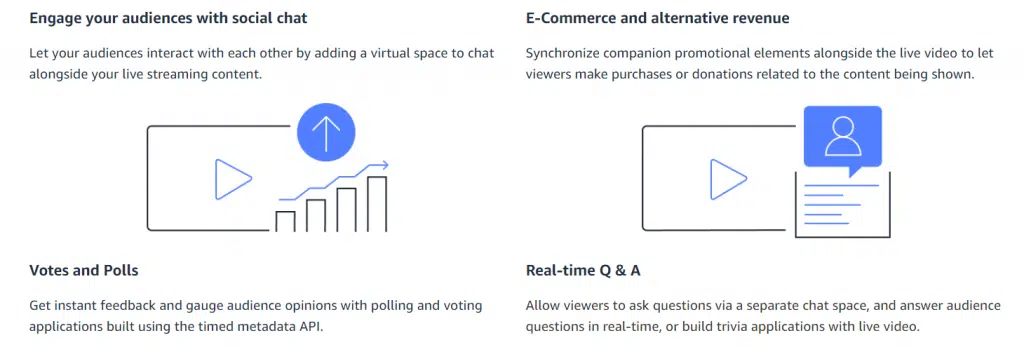 Engage your audiences with social chat
Let your audiences interact with each other by adding a virtual space to chat
alongside your live streaming content.
E-Commerce and alternative revenue
Synchronize companion promotional elements alongside the live video to let
viewers make purchases or donations related to the content being shown.
Votes and Polls
Get instant feedback and gauge audience opinions with polling and voting
applications built using the timed metadata API.
Real-time Q & A
Allow viewers to ask questions via a separate chat space, and answer audience
questions in real-time, or build trivia applications with live video.